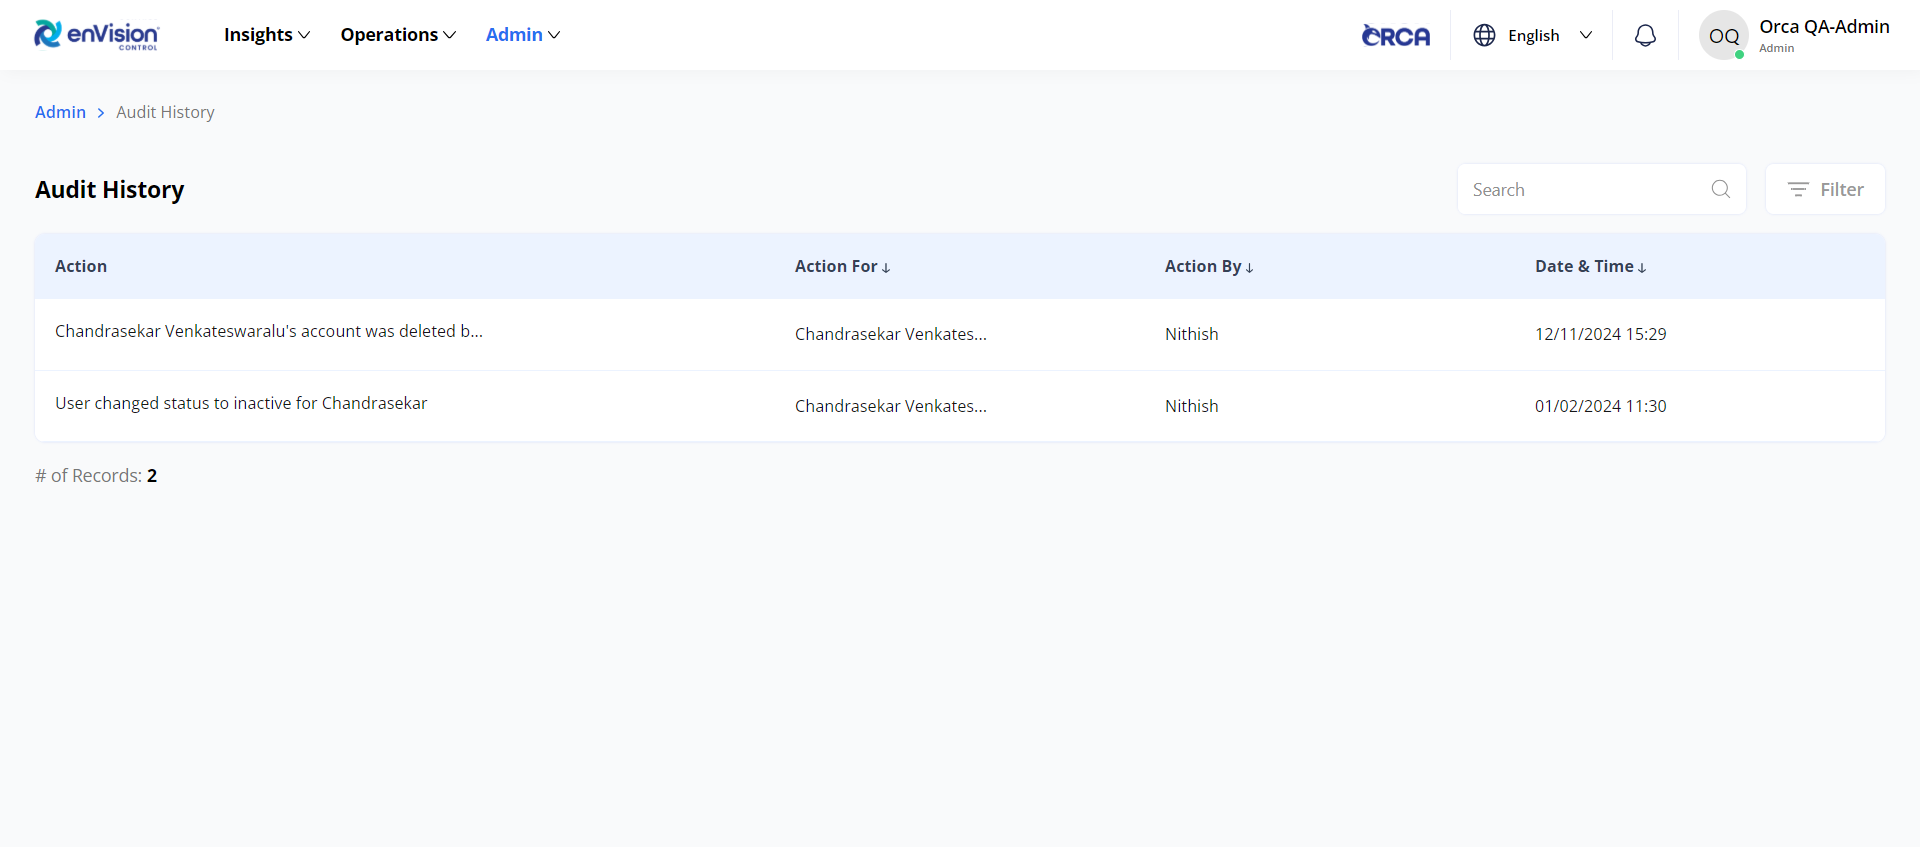 enVision CONTROL
Insights Operations Admin
ORCA
English
OQ
Orca QA-Admin
Admin
Admin > Audit History
Audit History
Search
Filter
Action Action For ↓ Action By ↓ Date & Time ↓
Chandrasekar Venkateswaralu's account was deleted b... Chandrasekar Venkates... Nithish 12/11/2024 15:29
User changed status to inactive for Chandrasekar Chandrasekar Venkates... Nithish 01/02/2024 11:30
# of Records: 2